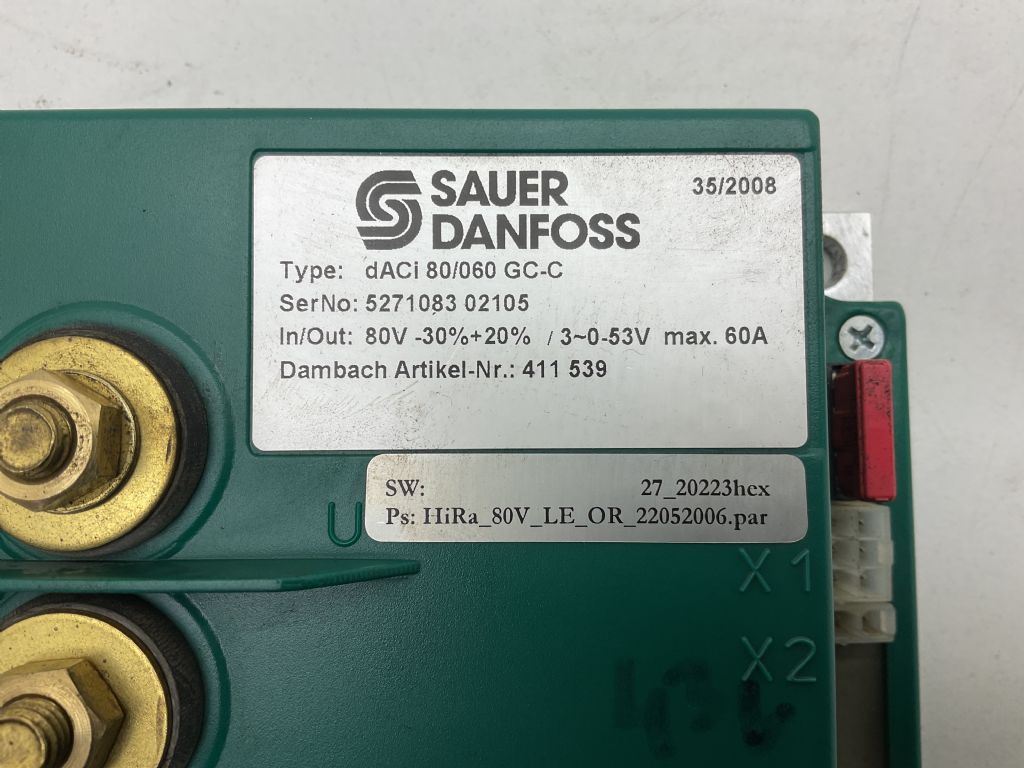 SAUER
DANFOSS
35/2008
Type: dACi 80/060 GC-C
SerNo: 5271083 02105
In/Out: 80V -30%+20% / 3~0-53V max. 60A
Dambach Artikel-Nr.: 411 539
SW: 27_20223hex
Ps: HiRa_80V_LE_OR_22052006.par
U
X1
X2